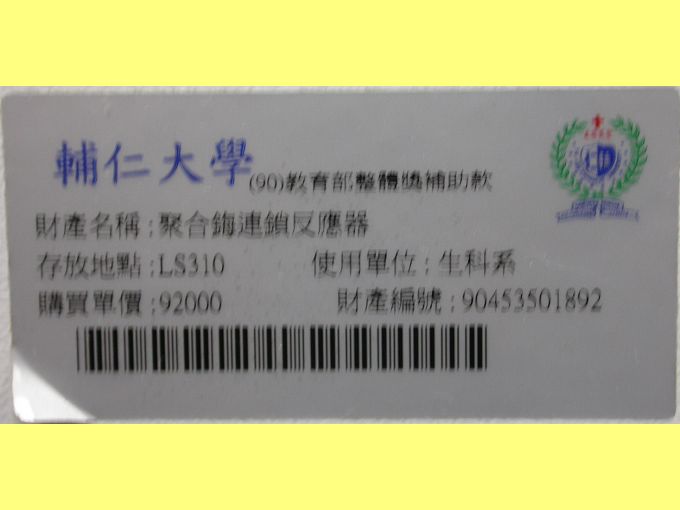 輔仁大學 (90)教育部整體獎補助款
財產名稱：聚合鋂連鎖反應器
存放地點：LS310 使用單位：生科系
購買單價：92000 財產編號：90453501892